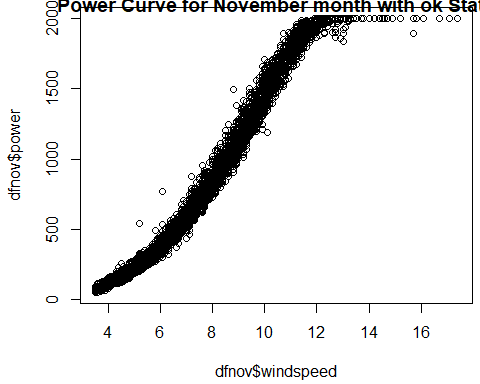 Power Curve for November month with ok Stat
dfnov$power
2000
1500
1000
500
0
4 6 8 10 12 14 16
dfnov$windspeed